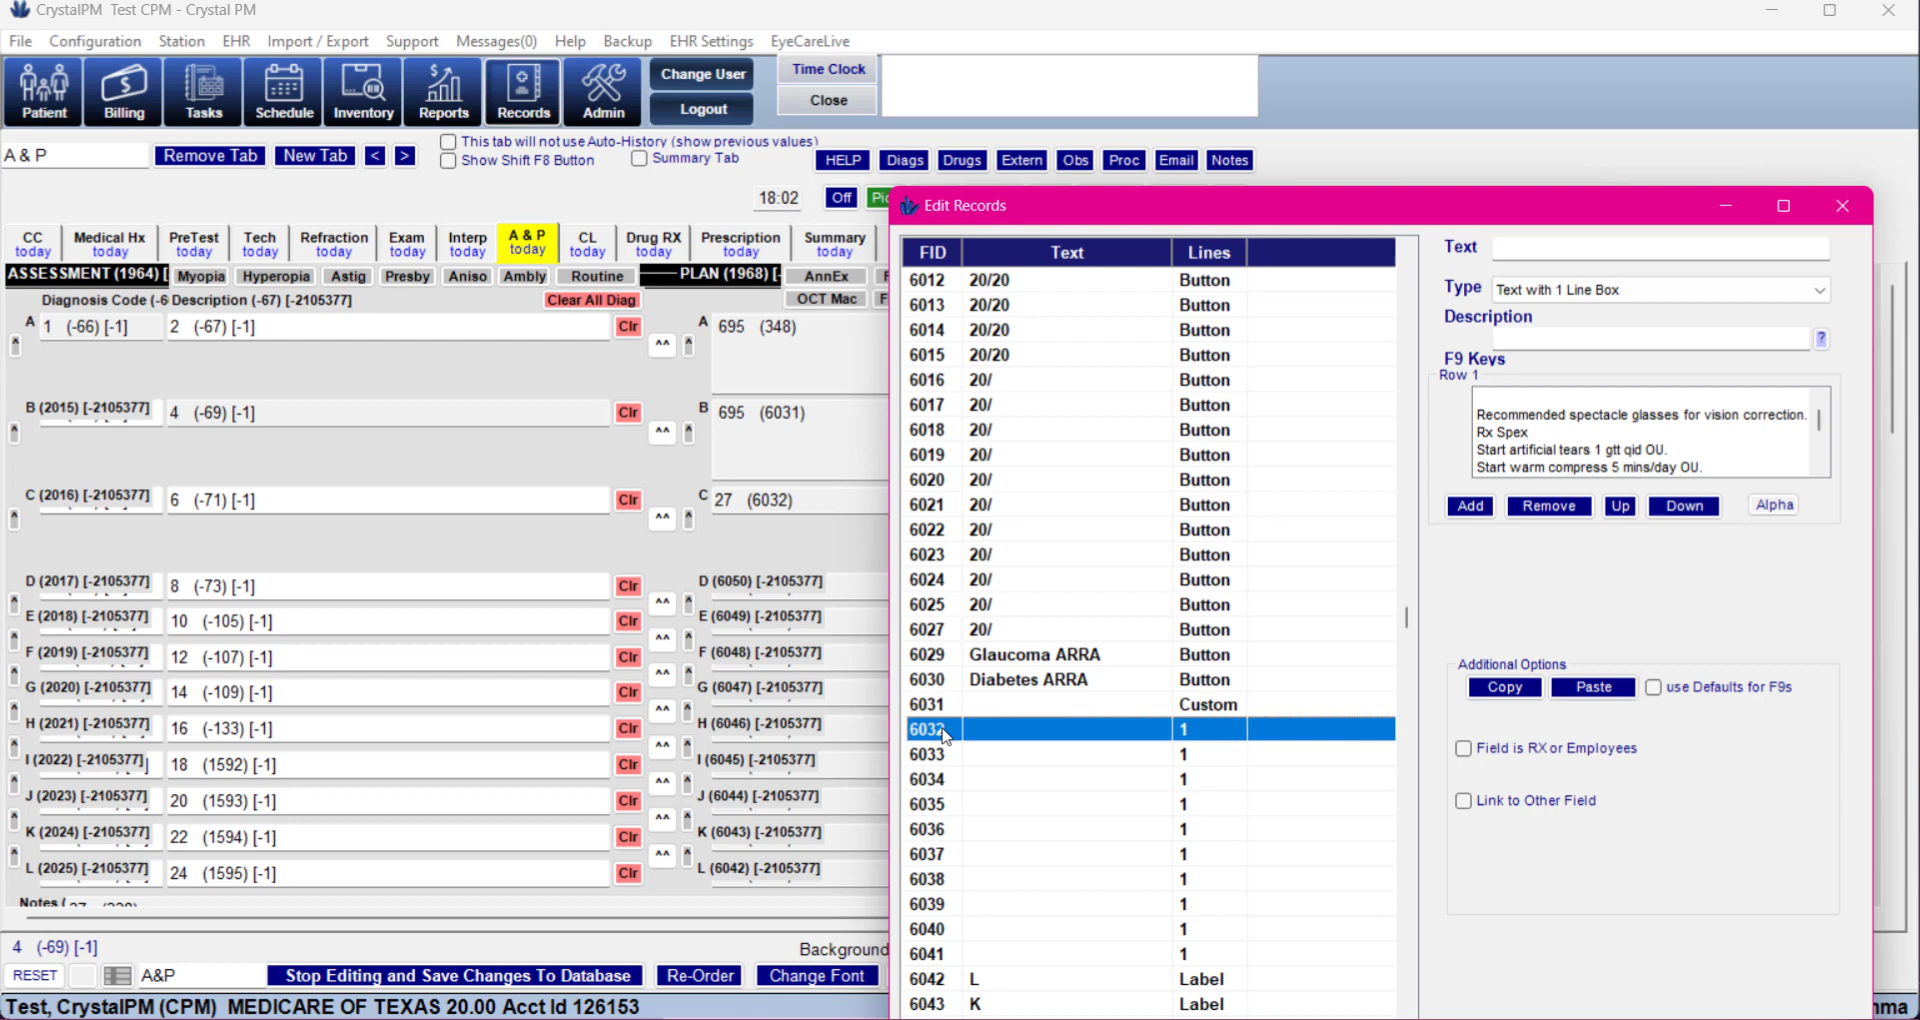 CrystalPM Test CPM - Crystal PM
File Configuration Station EHR Import / Export Support Messages(0) Help Backup EHR Settings EyeCareLive
Patient Billing Tasks Schedule Inventory Reports Records Admin
Change User
Logout
Time Clock
Close
A & P
Remove Tab New Tab < >
This tab will not use Auto-History (show previous values)
Show Shift F8 Button Summary Tab
HELP Diags Drugs Extern Obs Proc Email Notes
18:02 Off
CC today
Medical Hx today
PreTest today
Tech today
Refraction today
Exam today
Interp today
A & P today
CL today
Drug RX today
Prescription today
Summary today
ASSESSMENT (1964) [ Myopia Hyperopia Astig Presby Aniso Ambly Routine PLAN (1968) [- AnnEx
Diagnosis Code (-6 Description (-67) [-2105377] Clear All Diag OCT Mac
A 1 (-66) [-1] 2 (-67) [-1] Clr ^^ A 695 (348)
B (2015) [-2105377] 4 (-69) [-1] Clr ^^ B 695 (6031)
C (2016) [-2105377] 6 (-71) [-1] Clr ^^ C 27 (6032)
D (2017) [-2105377] 8 (-73) [-1] Clr ^^ D (6050) [-2105377]
E (2018) [-2105377] 10 (-105) [-1] Clr ^^ E (6049) [-2105377]
F (2019) [-2105377] 12 (-107) [-1] Clr ^^ F (6048) [-2105377]
G (2020) [-2105377] 14 (-109) [-1] Clr ^^ G (6047) [-2105377]
H (2021) [-2105377] 16 (-133) [-1] Clr ^^ H (6046) [-2105377]
I (2022) [-2105377] 18 (1592) [-1] Clr ^^ I (6045) [-2105377]
J (2023) [-2105377] 20 (1593) [-1] Clr ^^ J (6044) [-2105377]
K (2024) [-2105377] 22 (1594) [-1] Clr ^^ K (6043) [-2105377]
L (2025) [-2105377] 24 (1595) [-1] Clr L (6042) [-2105377]
Notes (
4 (-69) [-1] Background
RESET A&P Stop Editing and Save Changes To Database Re-Order Change Font
Test, CrystalPM (CPM) MEDICARE OF TEXAS 20.00 Acct Id 126153
Edit Records
FID Text Lines
6012 20/20 Button
6013 20/20 Button
6014 20/20 Button
6015 20/20 Button
6016 20/ Button
6017 20/ Button
6018 20/ Button
6019 20/ Button
6020 20/ Button
6021 20/ Button
6022 20/ Button
6023 20/ Button
6024 20/ Button
6025 20/ Button
6027 20/ Button
6029 Glaucoma ARRA Button
6030 Diabetes ARRA Button
6031 Custom
6032 1
6033 1
6034 1
6035 1
6036 1
6037 1
6038 1
6039 1
6040 1
6041 1
6042 L Label
6043 K Label
Text
Type Text with 1 Line Box
Description
?
F9 Keys
Row 1
Recommended spectacle glasses for vision correction.
Rx Spex
Start artificial tears 1 gtt qid OU.
Start warm compress 5 mins/day OU.
Add Remove Up Down Alpha
Additional Options
Copy Paste use Defaults for F9s
Field is RX or Employees
Link to Other Field